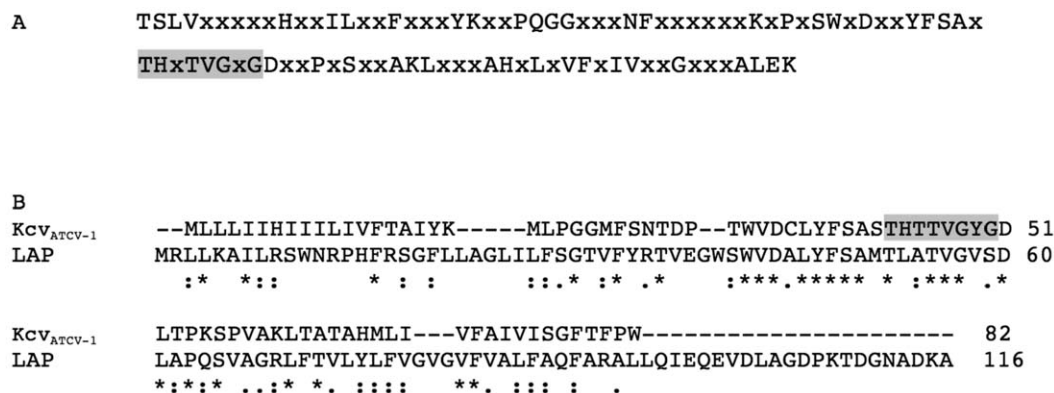 A TSLVxxxxxHxxILxxFxxxYKxxPQGGxxxNFxxxxxxKxPxSWxDxxYFSAx
THxTVGxGDxxPxSxxAKLxxxAHxLxVFxIVxxGxxxALEK
B
KcvATCV-1 --MLLLIIHIIILIVFTAIYK-----MLPGGMFSNTDP--TWVDCLYFSASTHTTVGYGD 51
LAP MRLLKAILRSWNRPHFRSGFLLAGLILFSGTVFYRTVEGWSWVDALYFSAMTLATVGVSD 60
:* *:: * : : ::.* :* .* :***.***** * :*** .*
KcvATCV-1 LTPKSPVAKLTATAHMLI---VFAIVISGFTFPW---------------------- 82
LAP LAPQSVAGRLFTVLYLFVGVGVFVALFAQFARALLQIEQEVDLAGDPKTDGNADKA 116
*:*:* ..:* *. :::: **. ::: : .